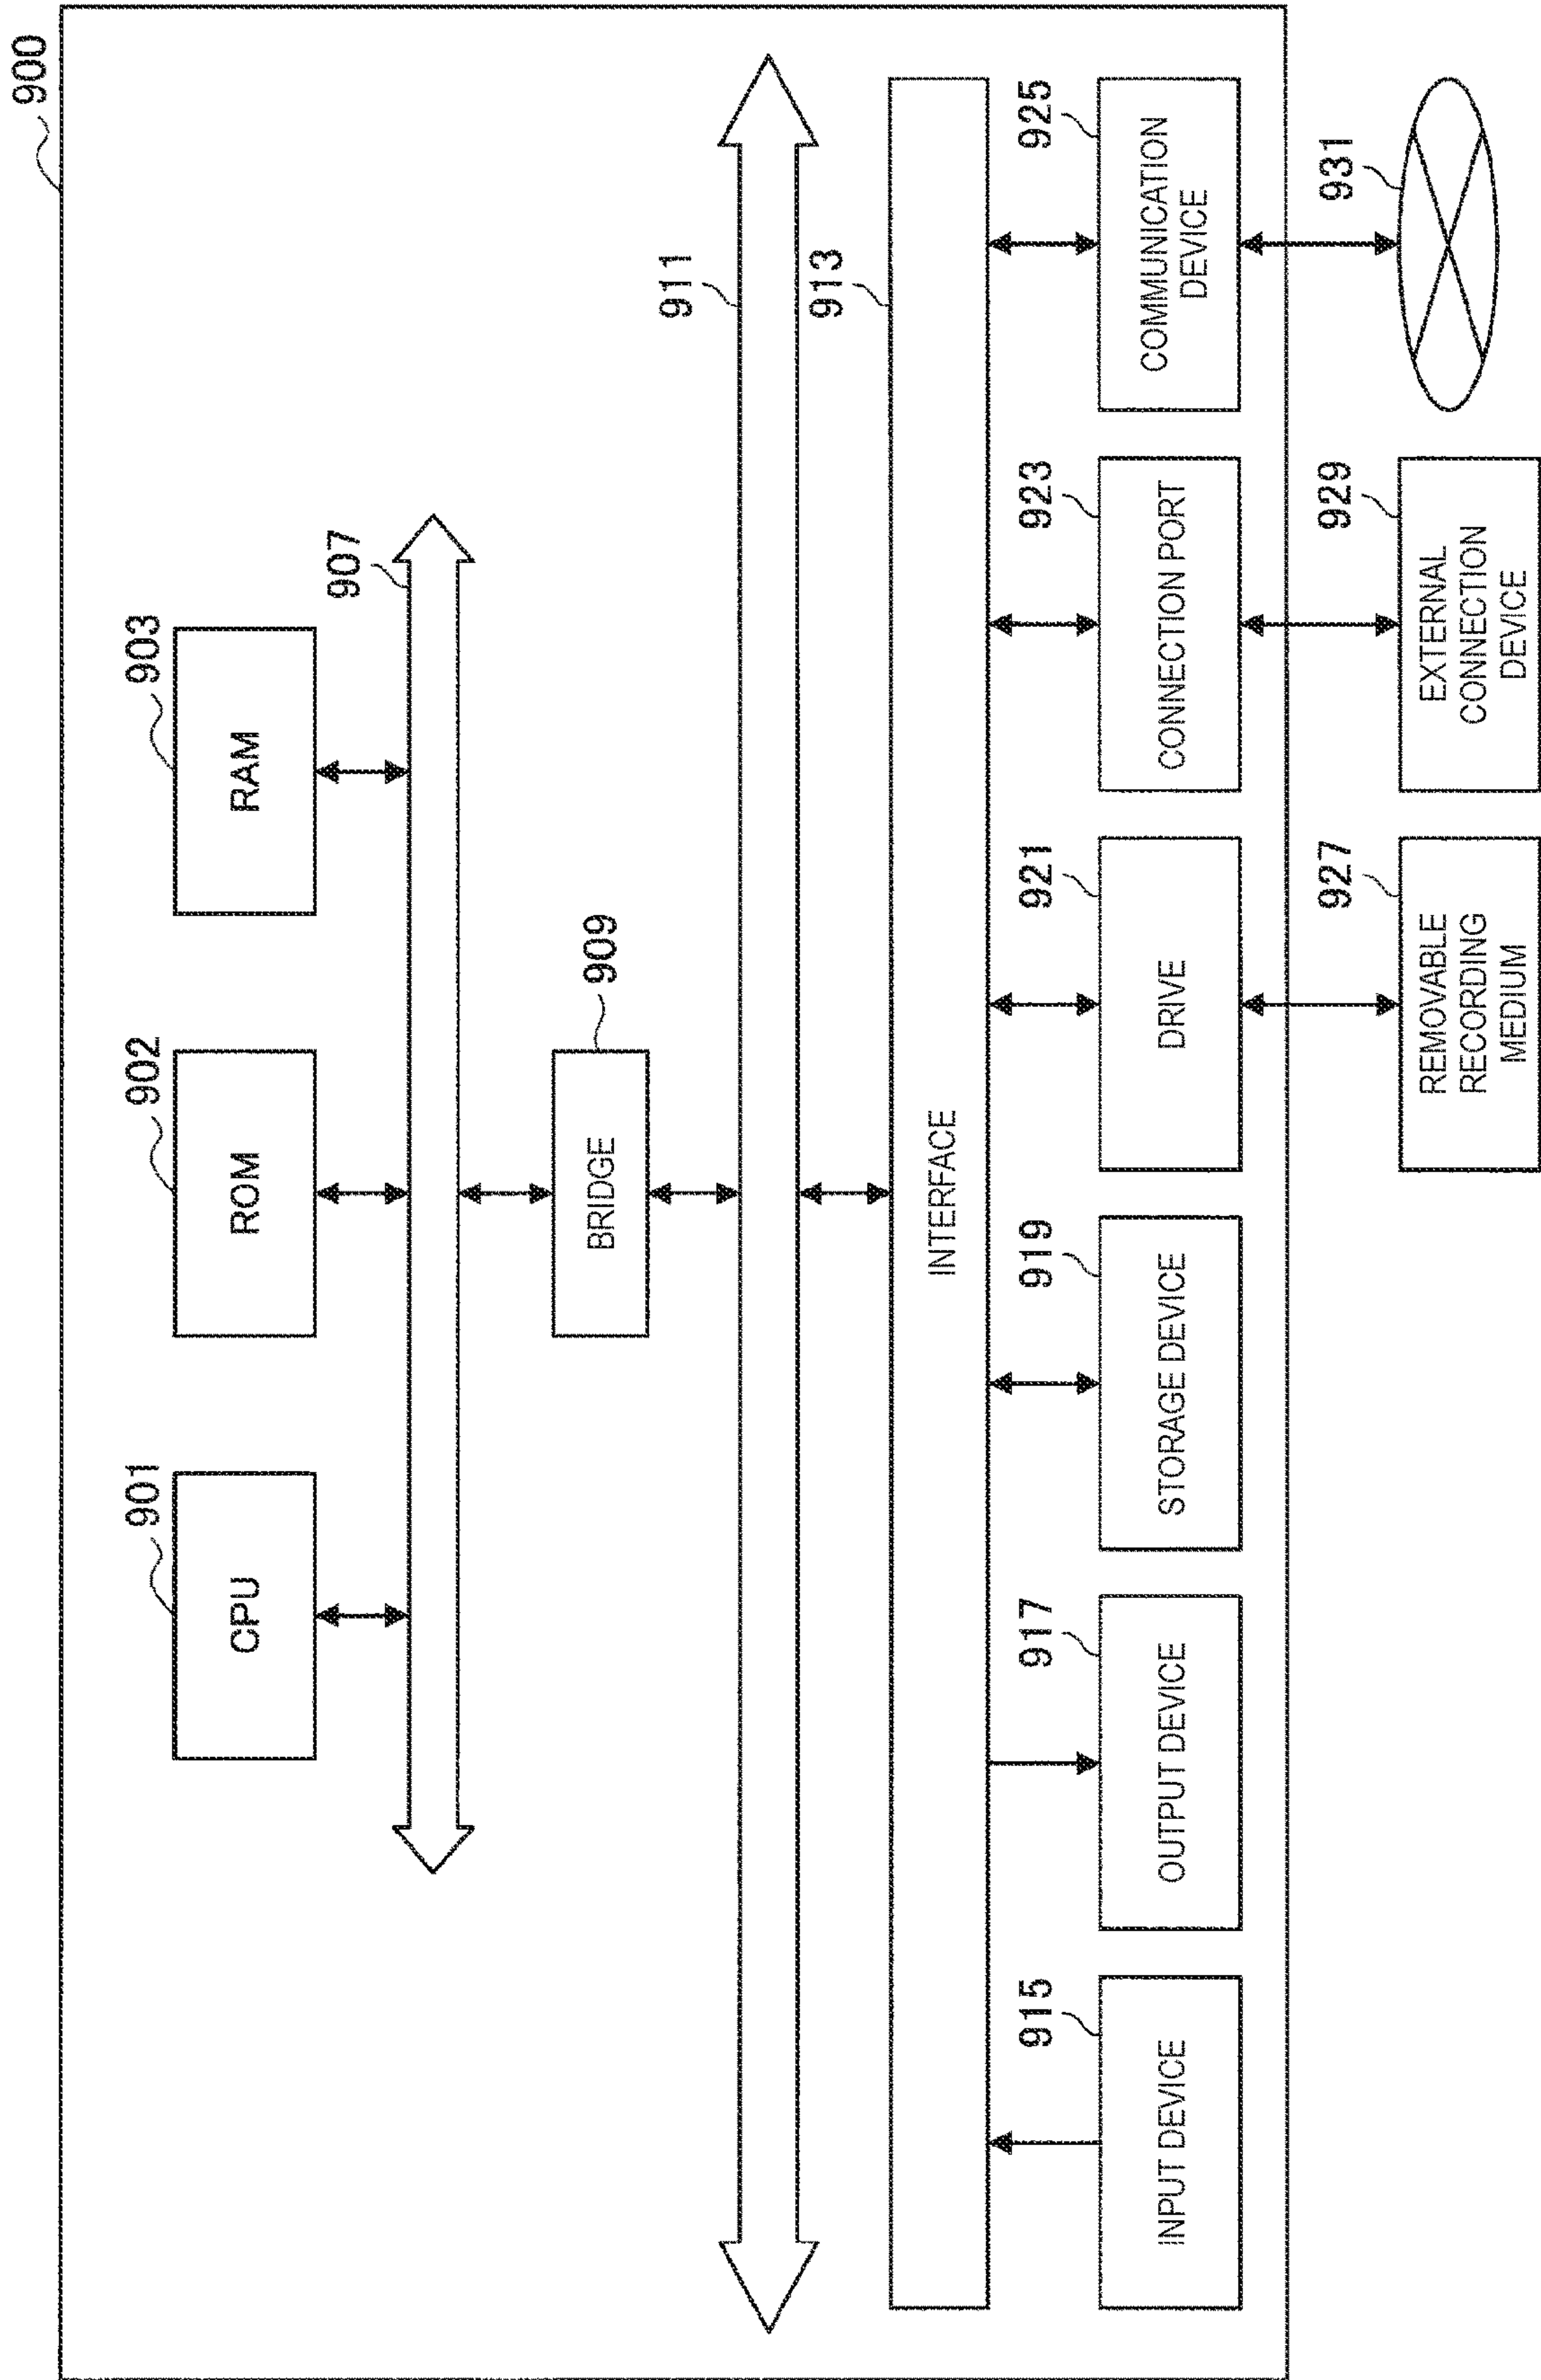 900
901
CPU
902
ROM
903
RAM
907
909
BRIDGE
911
913
INTERFACE
915
INPUT DEVICE
917
OUTPUT DEVICE
919
STORAGE DEVICE
921
DRIVE
923
CONNECTION PORT
925
COMMUNICATION
DEVICE
927
REMOVABLE
RECORDING
MEDIUM
929
EXTERNAL
CONNECTION
DEVICE
931